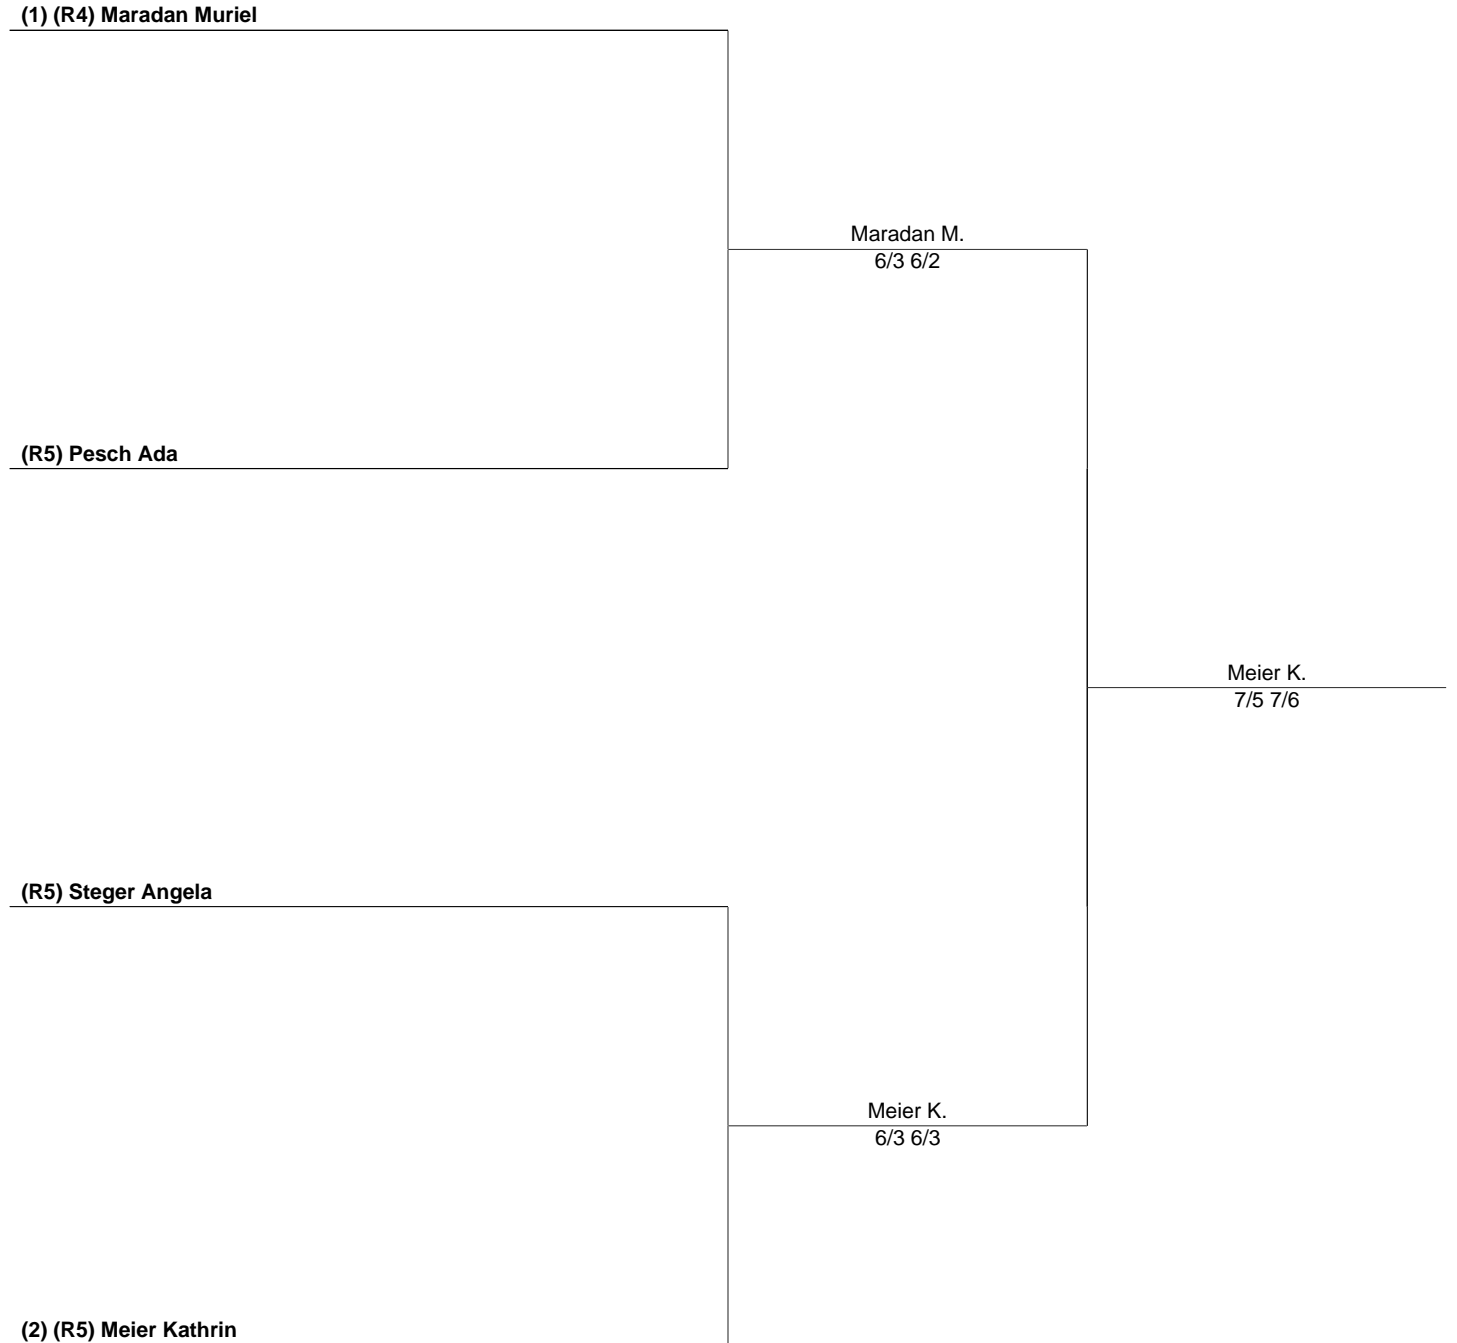 (1) (R4) Maradan Muriel
Maradan M.
6/3 6/2
(R5) Pesch Ada
Meier K.
7/5 7/6
(R5) Steger Angela
Meier K.
6/3 6/3
(2) (R5) Meier Kathrin